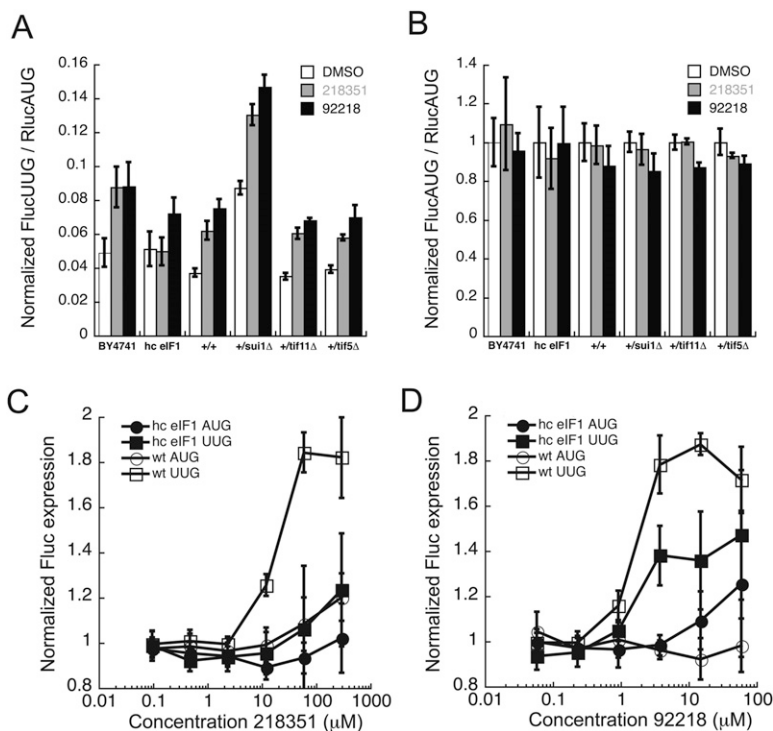 A
Normalized FlucUUG / RlucAUG
0.16
0.14
0.12
0.1
0.08
0.06
0.04
0.02
0
DMSO
218351
92218
BY4741
hc eIF1
+/+
+/sui1Δ
+/tif11Δ
+/tif5Δ
B
Normalized FlucAUG / RlucAUG
1.4
1.2
1
0.8
0.6
0.4
0.2
0
DMSO
218351
92218
BY4741
hc eIF1
+/+
+/sui1Δ
+/tif11Δ
+/tif5Δ
C
Normalized Fluc expression
2
1.8
1.6
1.4
1.2
1
0.8
hc eIF1 AUG
hc eIF1 UUG
wt AUG
wt UUG
0.01
0.1
1
10
100
1000
Concentration 218351 (μM)
D
Normalized Fluc expression
2
1.8
1.6
1.4
1.2
1
0.8
hc eIF1 AUG
hc eIF1 UUG
wt AUG
wt UUG
0.01
0.1
1
10
100
Concentration 92218 (μM)